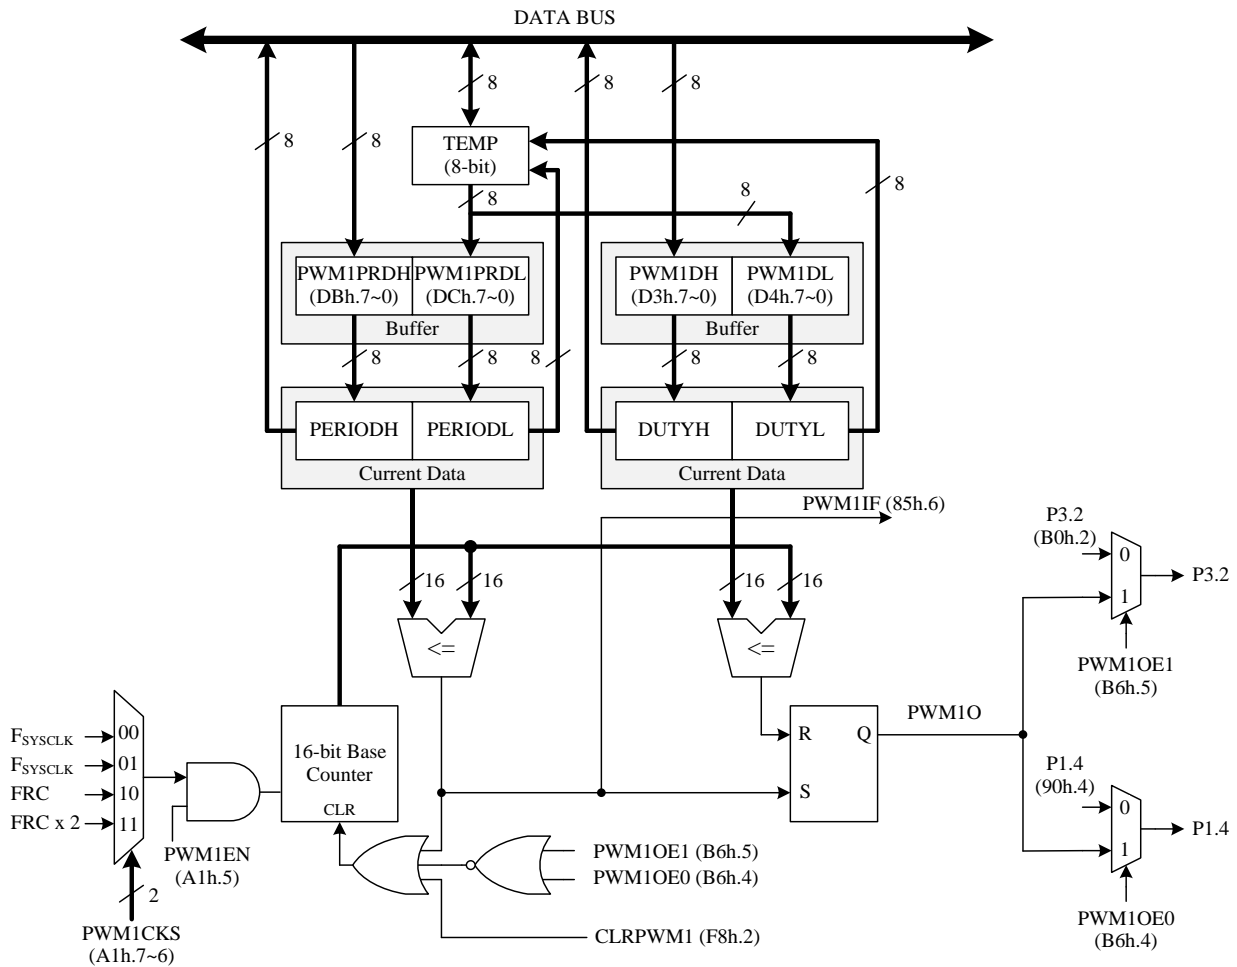 DATA BUS
8
8
8
8
8
TEMP
(8-bit)
8
8
8
PWM1PRDH
(DBh.7~0)
PWM1PRDL
(DCh.7~0)
Buffer
PWM1DH
(D3h.7~0)
PWM1DL
(D4h.7~0)
Buffer
8
8
8
8
8
PERIODH
PERIODL
Current Data
DUTYH
DUTYL
Current Data
PWM1IF (85h.6)
16
16
16
16
<=
<=
P3.2
(B0h.2)
0
1
P3.2
PWM1OE1
(B6h.5)
FSYSCLK
FSYSCLK
FRC
FRC x 2
00
01
10
11
PWM1EN
(A1h.5)
2
PWM1CKS
(A1h.7~6)
16-bit Base
Counter
CLR
R
Q
S
PWM1O
PWM1OE1 (B6h.5)
PWM1OE0 (B6h.4)
CLRPWM1 (F8h.2)
P1.4
(90h.4)
0
1
P1.4
PWM1OE0
(B6h.4)